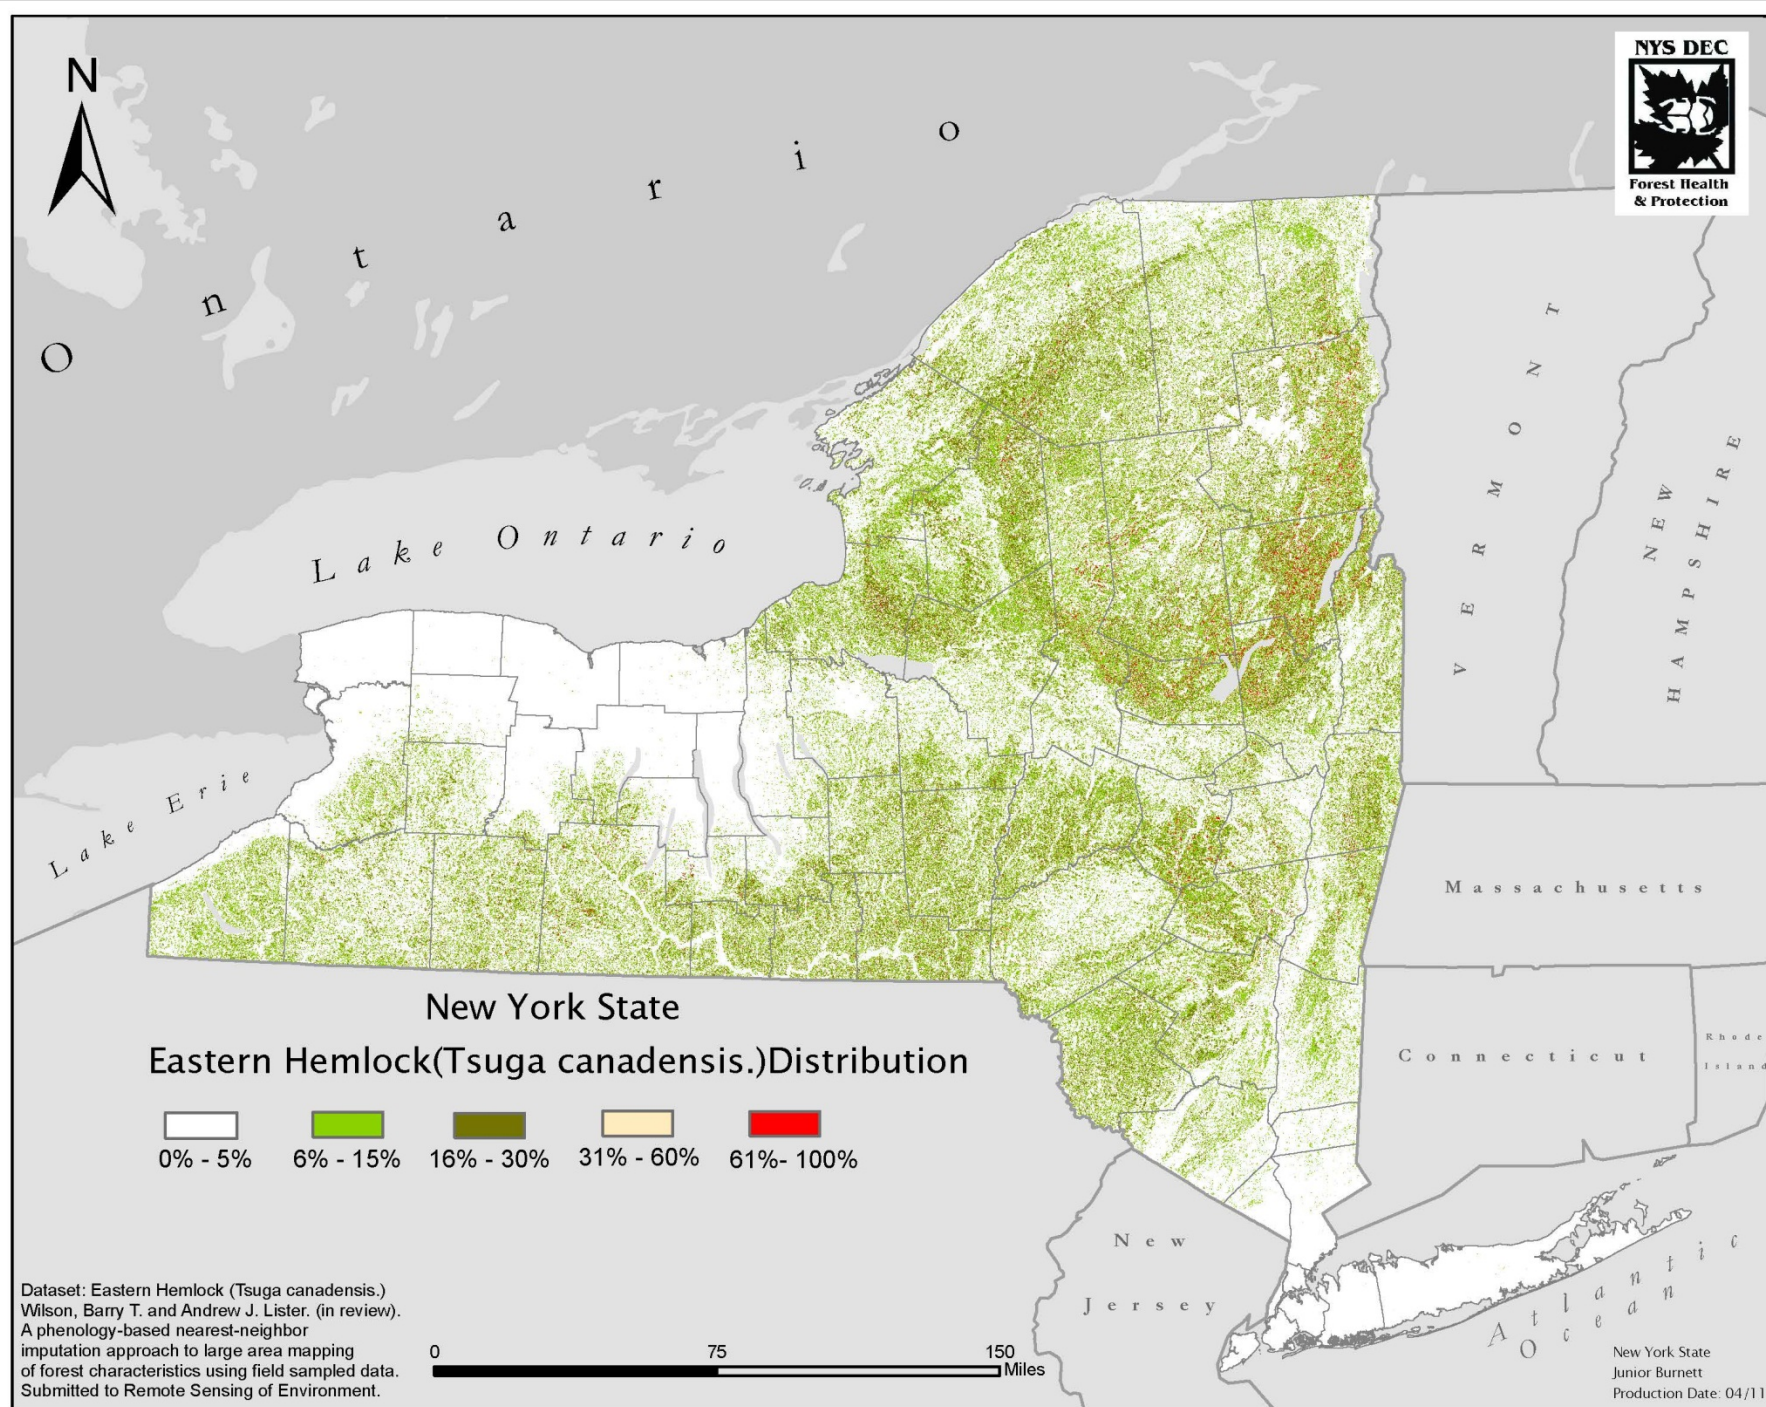 N
NYS DEC
Forest Health
& Protection
Ontario
Lake Ontario
Lake Erie
VERMONT
NEW
HAMPSHIRE
Massachusetts
Connecticut
Rhode
Island
New
Jersey
Atlantic
Ocean
New York State
Eastern Hemlock(Tsuga canadensis.)Distribution
0% - 5% 6% - 15% 16% - 30% 31% - 60% 61%- 100%
Dataset: Eastern Hemlock (Tsuga canadensis.)
Wilson, Barry T. and Andrew J. Lister. (in review).
A phenology-based nearest-neighbor
imputation approach to large area mapping
of forest characteristics using field sampled data.
Submitted to Remote Sensing of Environment.
0 75 150
Miles
New York State
Junior Burnett
Production Date: 04/11